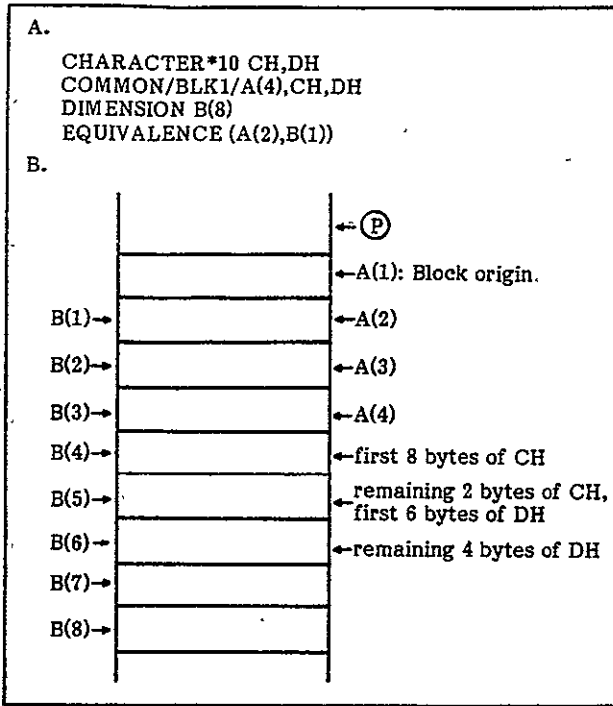 A.
CHARACTER*10 CH,DH
COMMON/BLK1/A(4),CH,DH
DIMENSION B(8)
EQUIVALENCE (A(2),B(1))
B.
P
A(1): Block origin.
B(1) A(2)
B(2) A(3)
B(3) A(4)
B(4) first 8 bytes of CH
B(5) remaining 2 bytes of CH,
first 6 bytes of DH
B(6) remaining 4 bytes of DH
B(7)
B(8)